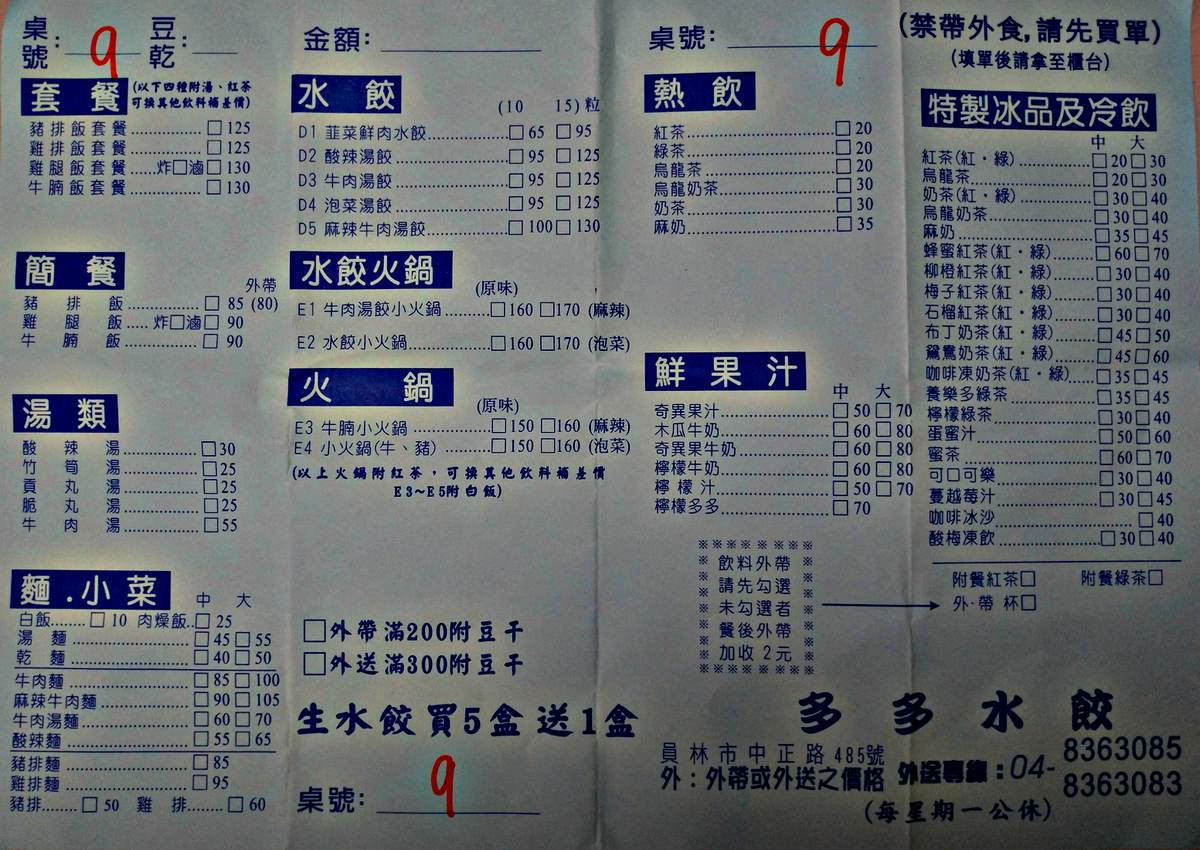 桌號: 9 豆乾:
套餐 (以下四種附湯、紅茶
可換其他飲料補差價)
豬排飯套餐.............□125
雞排飯套餐.............□125
雞腿飯套餐......炸□滷□130
牛腩飯套餐.............□130
簡餐
外帶
豬排飯.............□ 85 (80)
雞腿飯..... 炸□滷□ 90
牛腩飯.............□ 90
湯類
酸辣湯.............□30
竹筍湯.............□25
貢丸湯.............□25
脆丸湯.............□25
牛肉湯.............□55
麵.小菜 中 大
白飯........□ 10 肉燥飯..□ 25
湯麵.............□45□55
乾麵.............□40□50
牛肉麵.............□85□100
麻辣牛肉麵.............□90□105
牛肉湯麵.............□60□70
酸辣麵.............□55□65
豬排麵.............□85
雞排麵.............□95
豬排......□ 50 雞排......□ 60
金額:
水餃 (10 15)粒
D1 韮菜鮮肉水餃.............□65 □95
D2 酸辣湯餃.............□95 □125
D3 牛肉湯餃.............□95 □125
D4 泡菜湯餃.............□95 □125
D5 麻辣牛肉湯餃.............□100□130
水餃火鍋 (原味)
E1 牛肉湯餃小火鍋.........□160 □170 (麻辣)
E2 水餃小火鍋.............□160 □170 (泡菜)
火鍋 (原味)
E3 牛腩小火鍋.............□150 □160 (麻辣)
E4 小火鍋(牛、豬).............□150 □160 (泡菜)
(以上火鍋附紅茶，可換其他飲料補差價
E3～E5附白飯)
□外帶滿200附豆干
□外送滿300附豆干
生水餃買5盒送1盒
桌號: 9
桌號: 9
熱飲
紅茶.............□20
綠茶.............□20
烏龍茶.............□20
烏龍奶茶.............□30
奶茶.............□30
麻奶.............□35
鮮果汁 中 大
奇異果汁.............□50□70
木瓜牛奶.............□60□80
奇異果牛奶.............□60□80
檸檬牛奶.............□60□80
檸檬汁.............□50□70
檸檬多多.............□70
※※※※※※※※
※ 飲料外帶 ※
※ 請先勾選 ※
※ 未勾選者 ※
※ 餐後外帶 ※
※ 加收2元 ※
※※※※※※※※
(禁帶外食,請先買單)
(填單後請拿至櫃台)
特製冰品及冷飲
中 大
紅茶(紅・綠).............□20□30
烏龍茶.............□20□30
奶茶(紅・綠).............□30□40
烏龍奶茶.............□30□40
麻奶.............□35□45
蜂蜜紅茶(紅・綠).............□60□70
柳橙紅茶(紅・綠).............□30□40
梅子紅茶(紅・綠).............□30□40
石榴紅茶(紅・綠).............□30□40
布丁奶茶(紅・綠).............□45□50
鴛鴦奶茶(紅・綠).............□45□60
咖啡凍奶茶(紅・綠)......□35□45
養樂多綠茶.............□35□45
檸檬綠茶.............□30□40
蛋蜜汁.............□50□60
蜜茶.............□60□70
可□可樂.............□30□40
蔓越莓汁.............□30□45
咖啡冰沙.............□40
酸梅凍飲.............□30□40
附餐紅茶□ 附餐綠茶□
外·帶杯□
多多水餃
員林市中正路485號
外：外帶或外送之價格
外送專線：04-8363085
8363083
(每星期一公休)